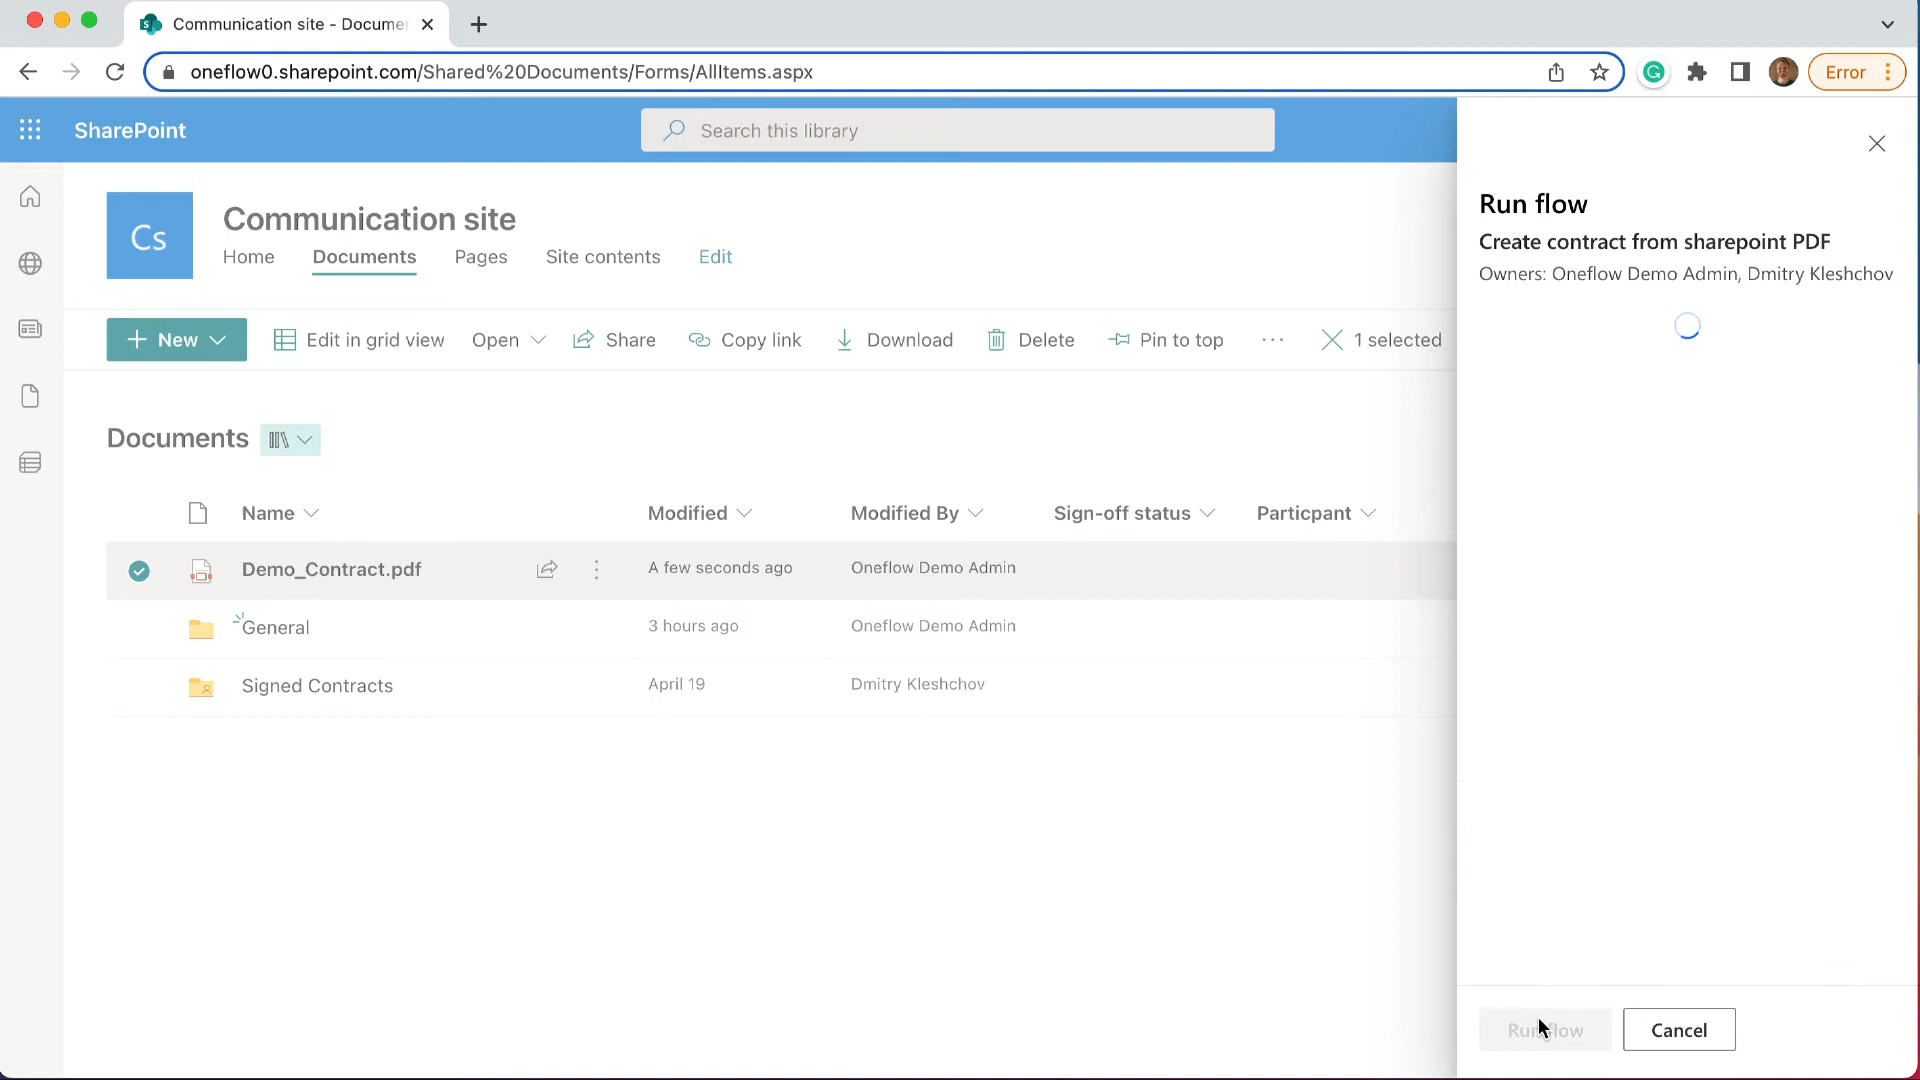 Communication site - Documen
oneflow0.sharepoint.com/Shared%20Documents/Forms/AllItems.aspx
Error
SharePoint
Search this library
Cs
Communication site
Home Documents Pages Site contents Edit
New Edit in grid view Open Share Copy link Download Delete Pin to top 1 selected
Documents
Name Modified Modified By Sign-off status Particpant
Demo_Contract.pdf A few seconds ago Oneflow Demo Admin
General 3 hours ago Oneflow Demo Admin
Signed Contracts April 19 Dmitry Kleshchov
Run flow
Create contract from sharepoint PDF
Owners: Oneflow Demo Admin, Dmitry Kleshchov
Run flow Cancel